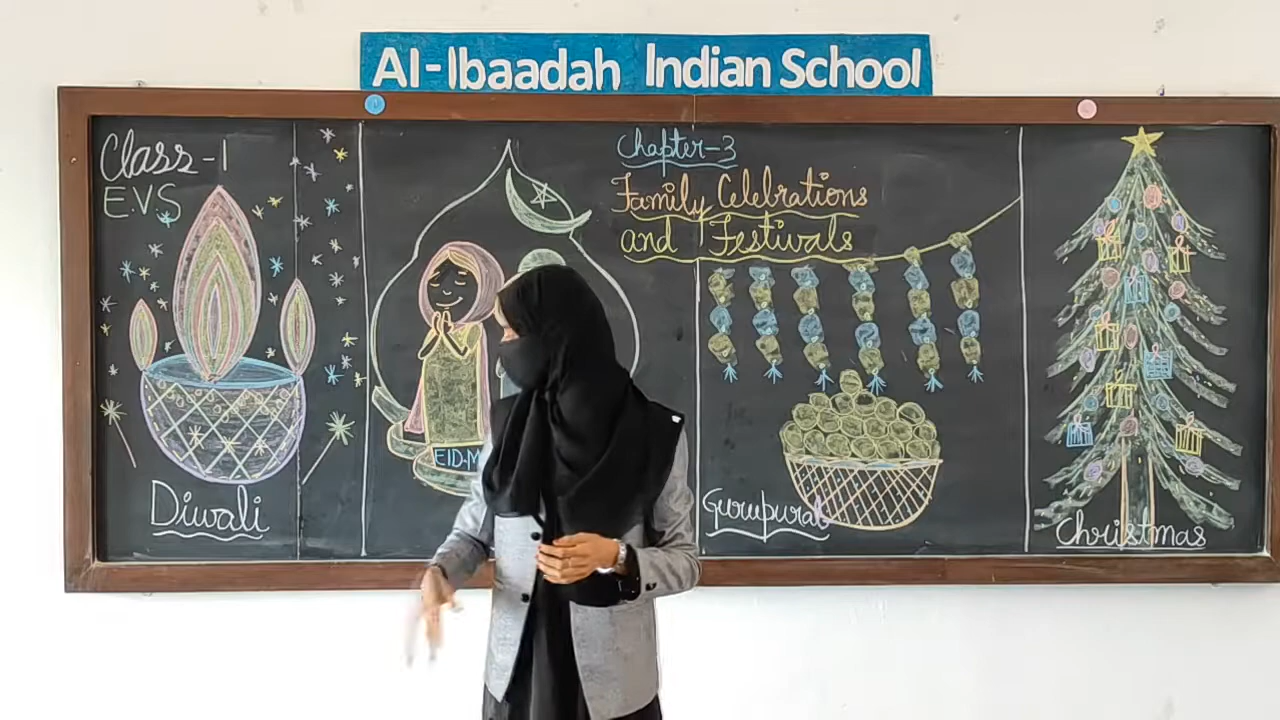 Al-Ibaadah Indian School
Class-1
E.V.S
Chapter-3
Family Celebrations
and Festivals
Diwali
Gurupurab
Christmas